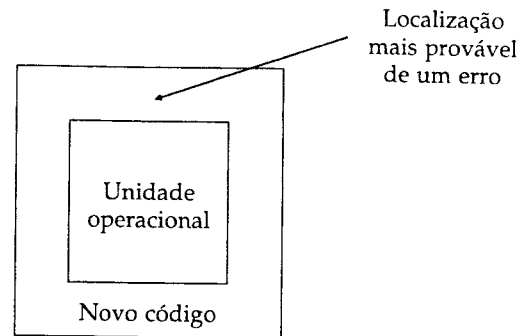 Localização
mais provável
de um erro
Unidade
operacional
Novo código